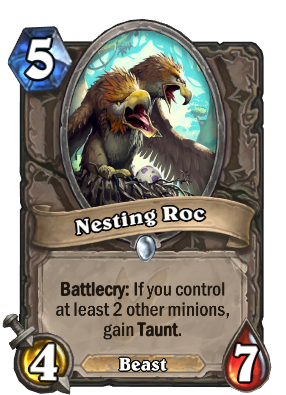 5
Nesting Roc
Battlecry: If you control
at least 2 other minions,
gain Taunt.
4
Beast
7